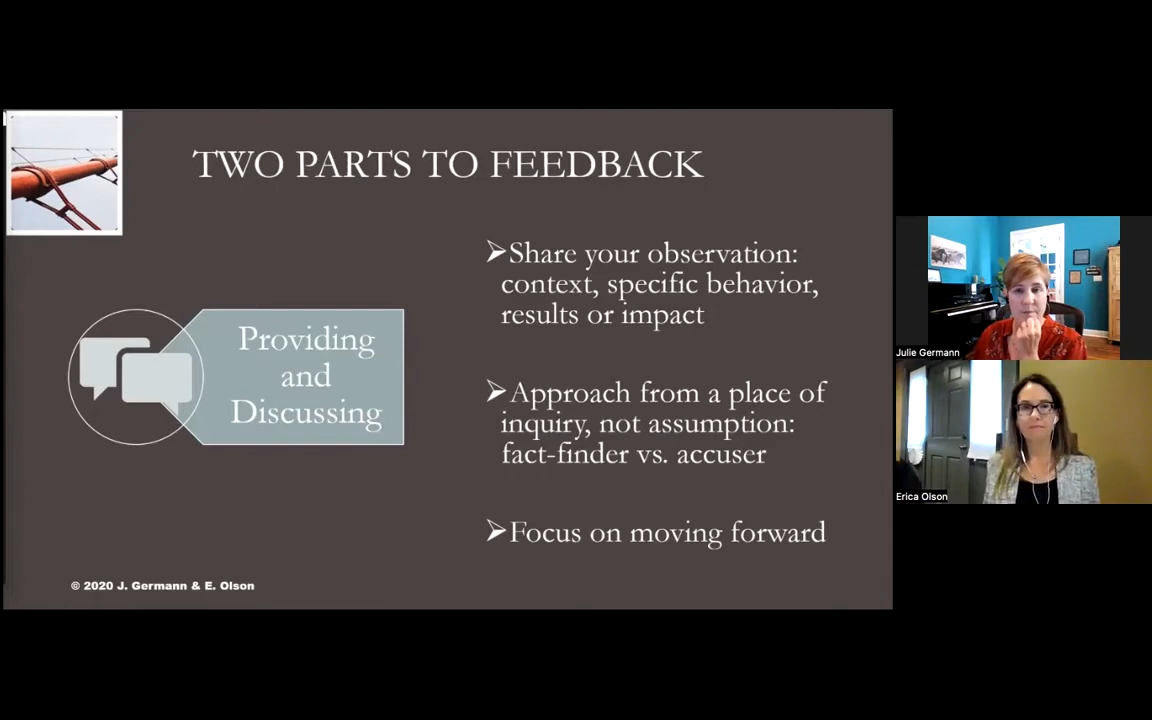 TWO PARTS TO FEEDBACK
Providing
and
Discussing
➢Share your observation:
context, specific behavior,
results or impact
➢Approach from a place of
inquiry, not assumption:
fact-finder vs. accuser
➢Focus on moving forward
© 2020 J. Germann & E. Olson
Julie Germann
Erica Olson